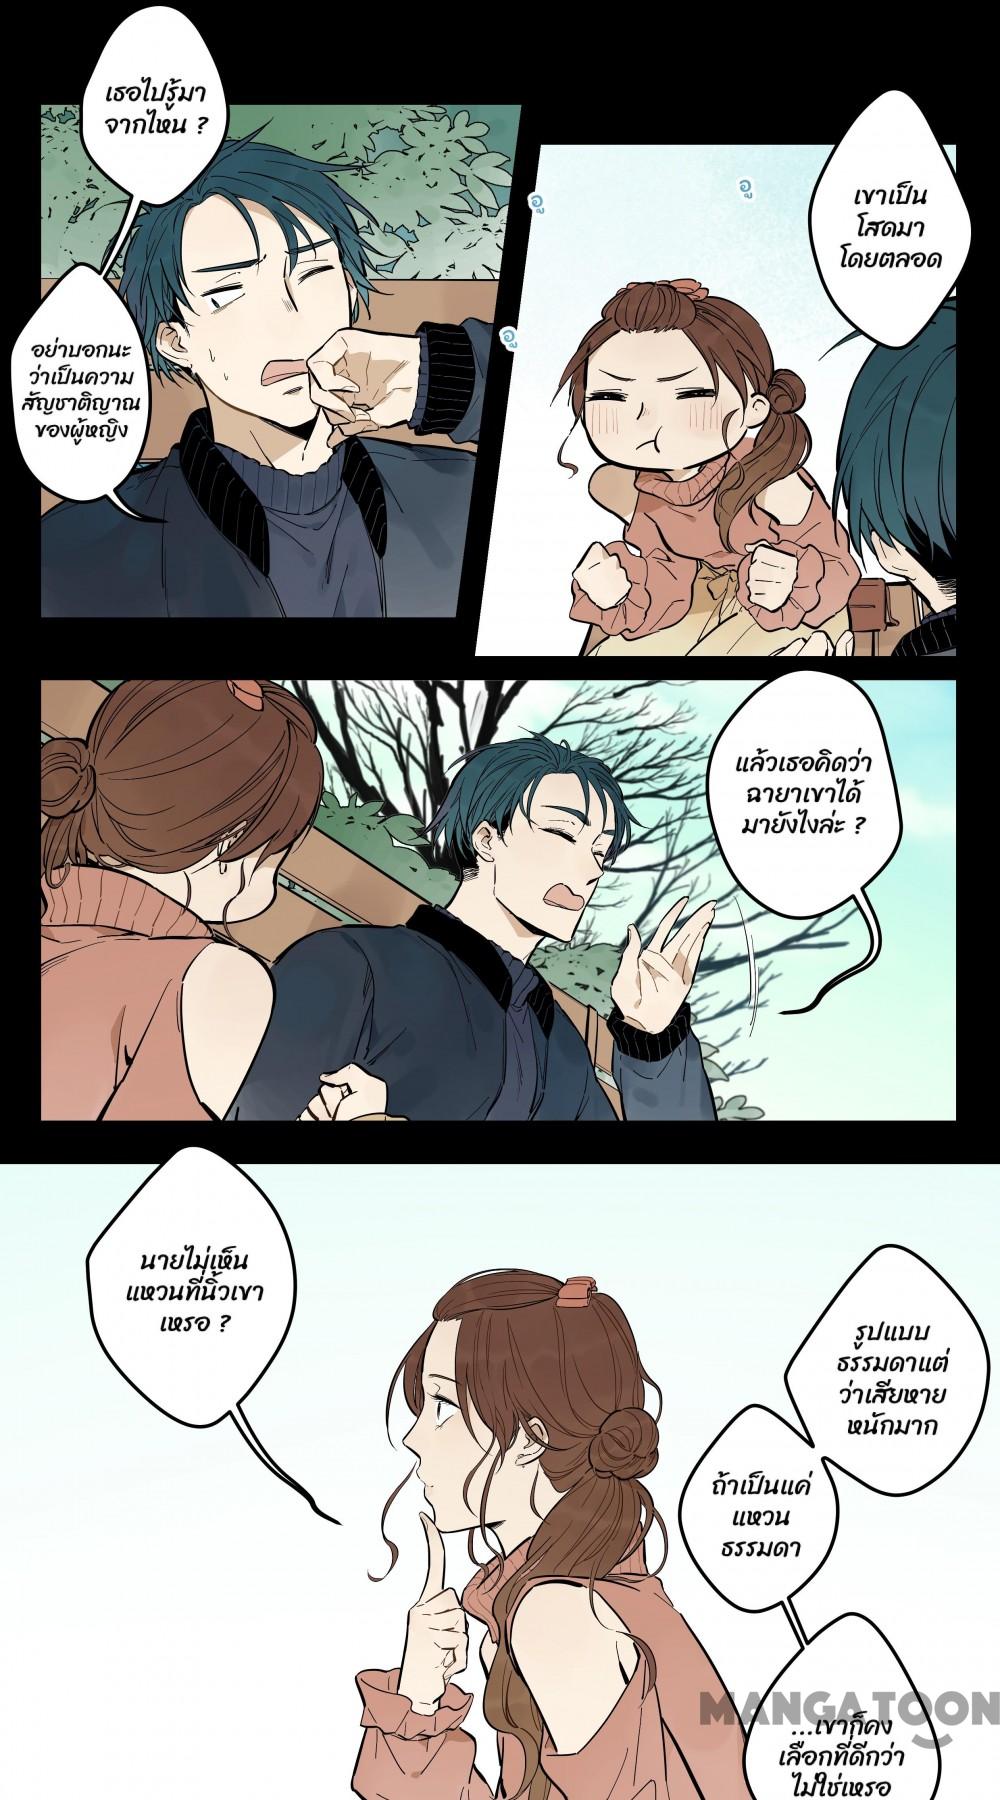 เธอไปรู้มา
จากไหน ?
อย่าบอกนะ
ว่าเป็นความ
สัญชาติญาณ
ของผู้หญิง
เขาเป็น
โสดมา
โดยตลอด
อู
อู
อู
แล้วเธอคิดว่า
ฉายาเขาได้
มายังไงล่ะ ?
นายไม่เห็น
แหวนที่นิ้วเขา
เหรอ ?
รูปแบบ
ธรรมดาแต่
ว่าเสียหาย
หนักมาก
ถ้าเป็นแค่
แหวน
ธรรมดา
...เขาก็คง
เลือกที่ดีกว่า
ไม่ใช่เหรอ
MANGATOON